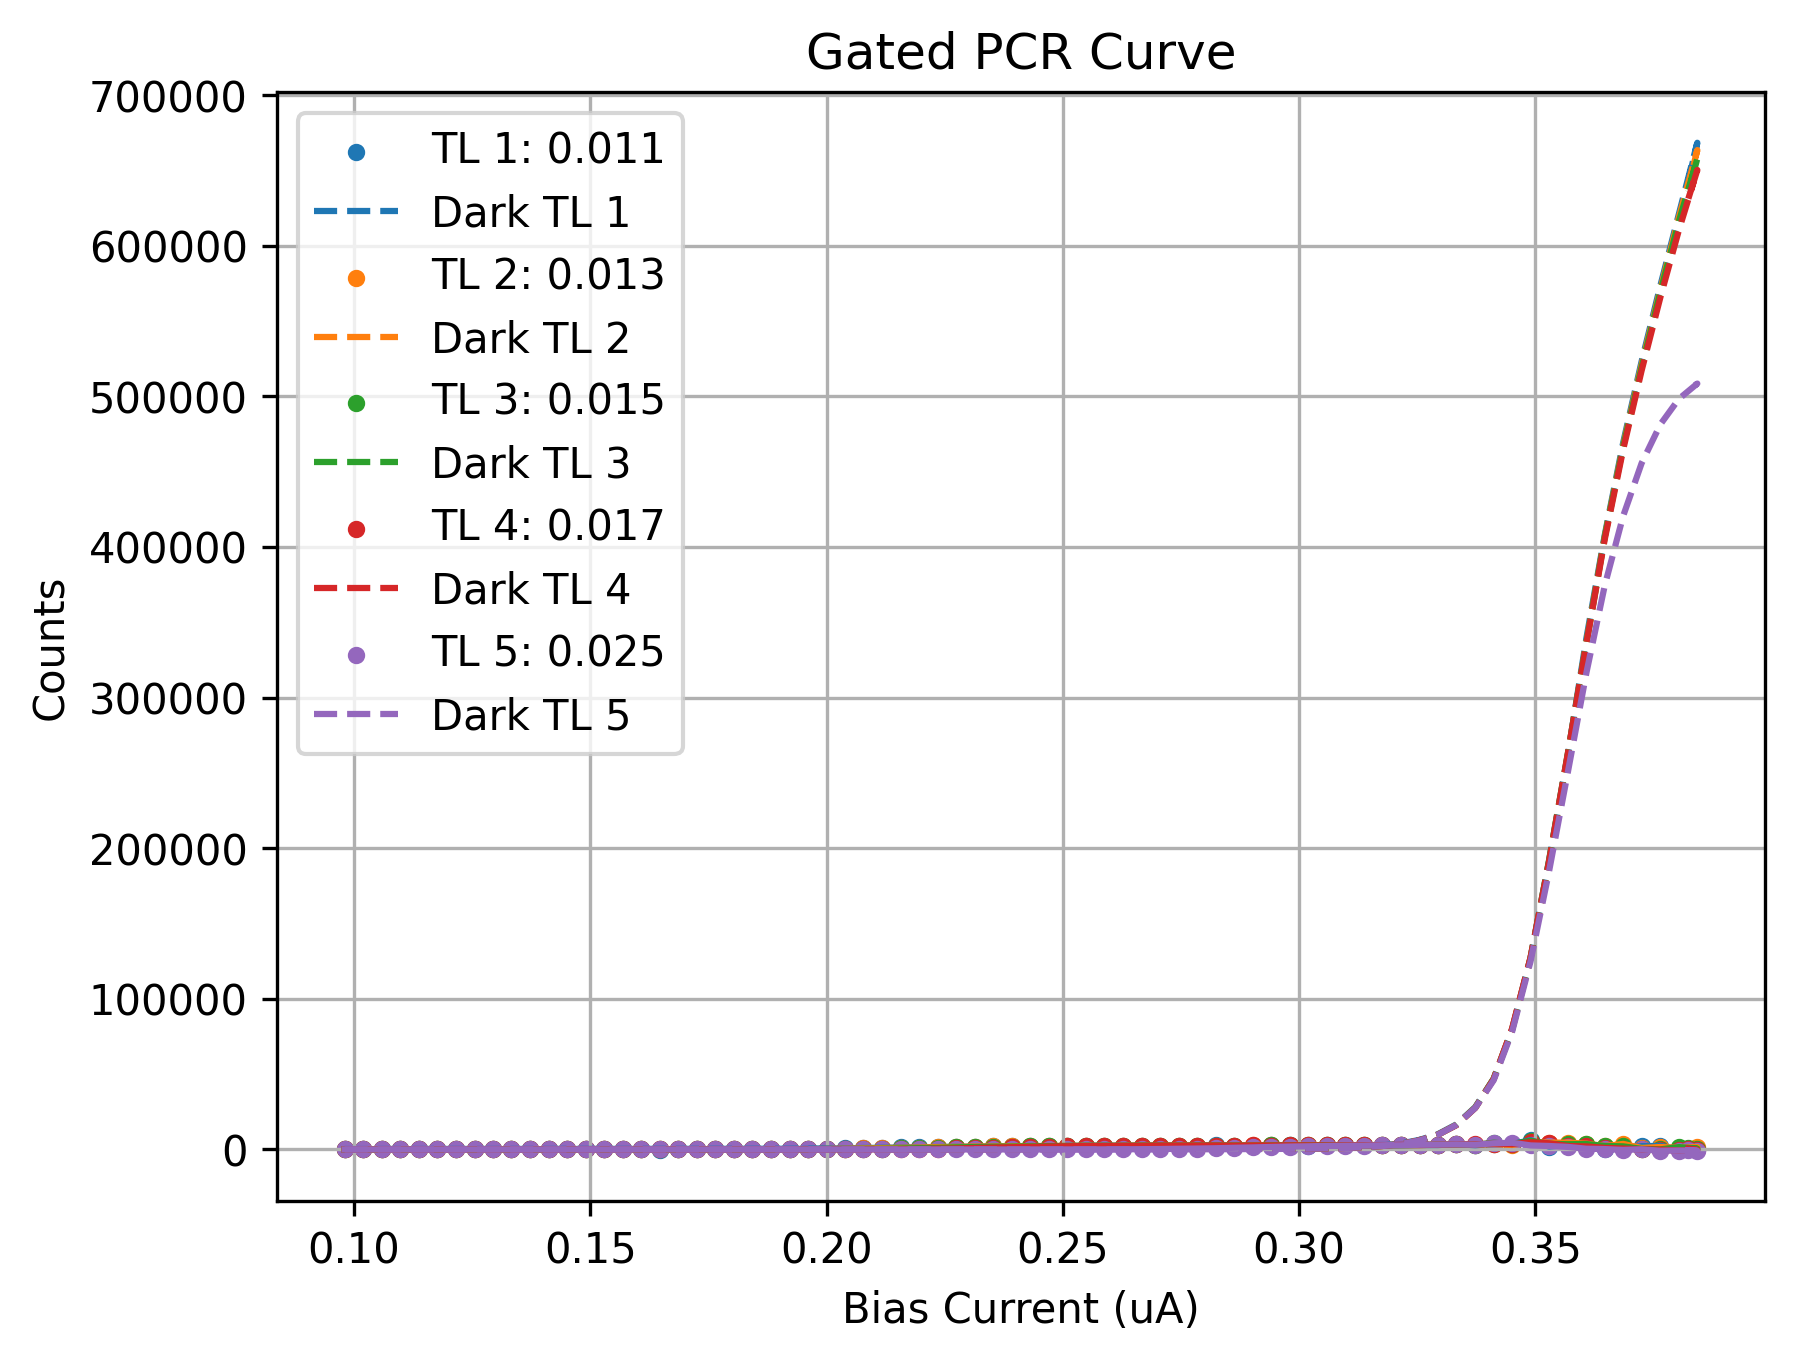 Gated PCR Curve
700000
600000
500000
400000
300000
200000
100000
0
Counts
TL 1: 0.011
Dark TL 1
TL 2: 0.013
Dark TL 2
TL 3: 0.015
Dark TL 3
TL 4: 0.017
Dark TL 4
TL 5: 0.025
Dark TL 5
0.10 0.15 0.20 0.25 0.30 0.35
Bias Current (uA)